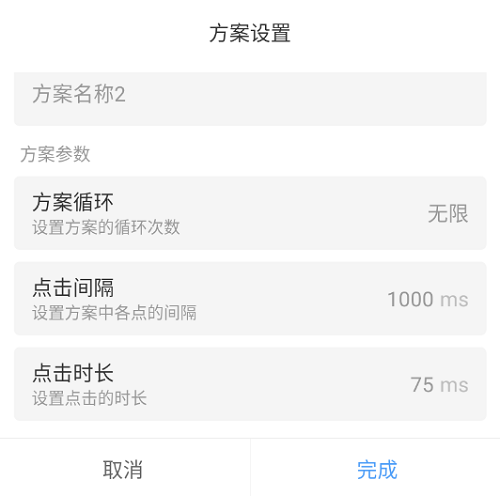 方案设置
方案名称2
方案参数
方案循环
设置方案的循环次数
无限
点击间隔
设置方案中各点的间隔
1000 ms
点击时长
设置点击的时长
75 ms
取消
完成